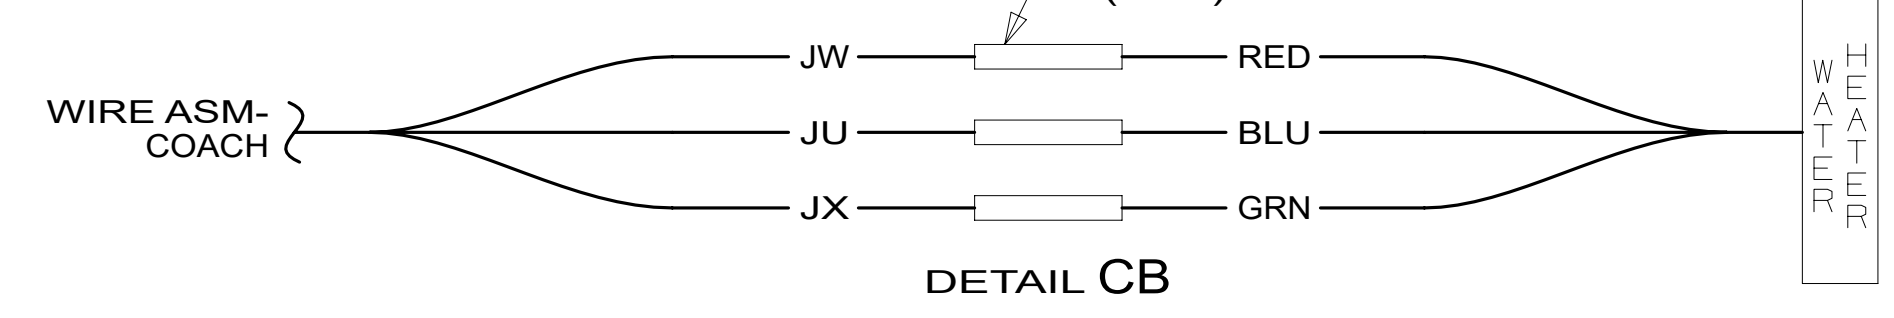 WIRE ASM-
COACH
JW
RED
JU
BLU
JX
GRN
WATER
HEATER
DETAIL CB